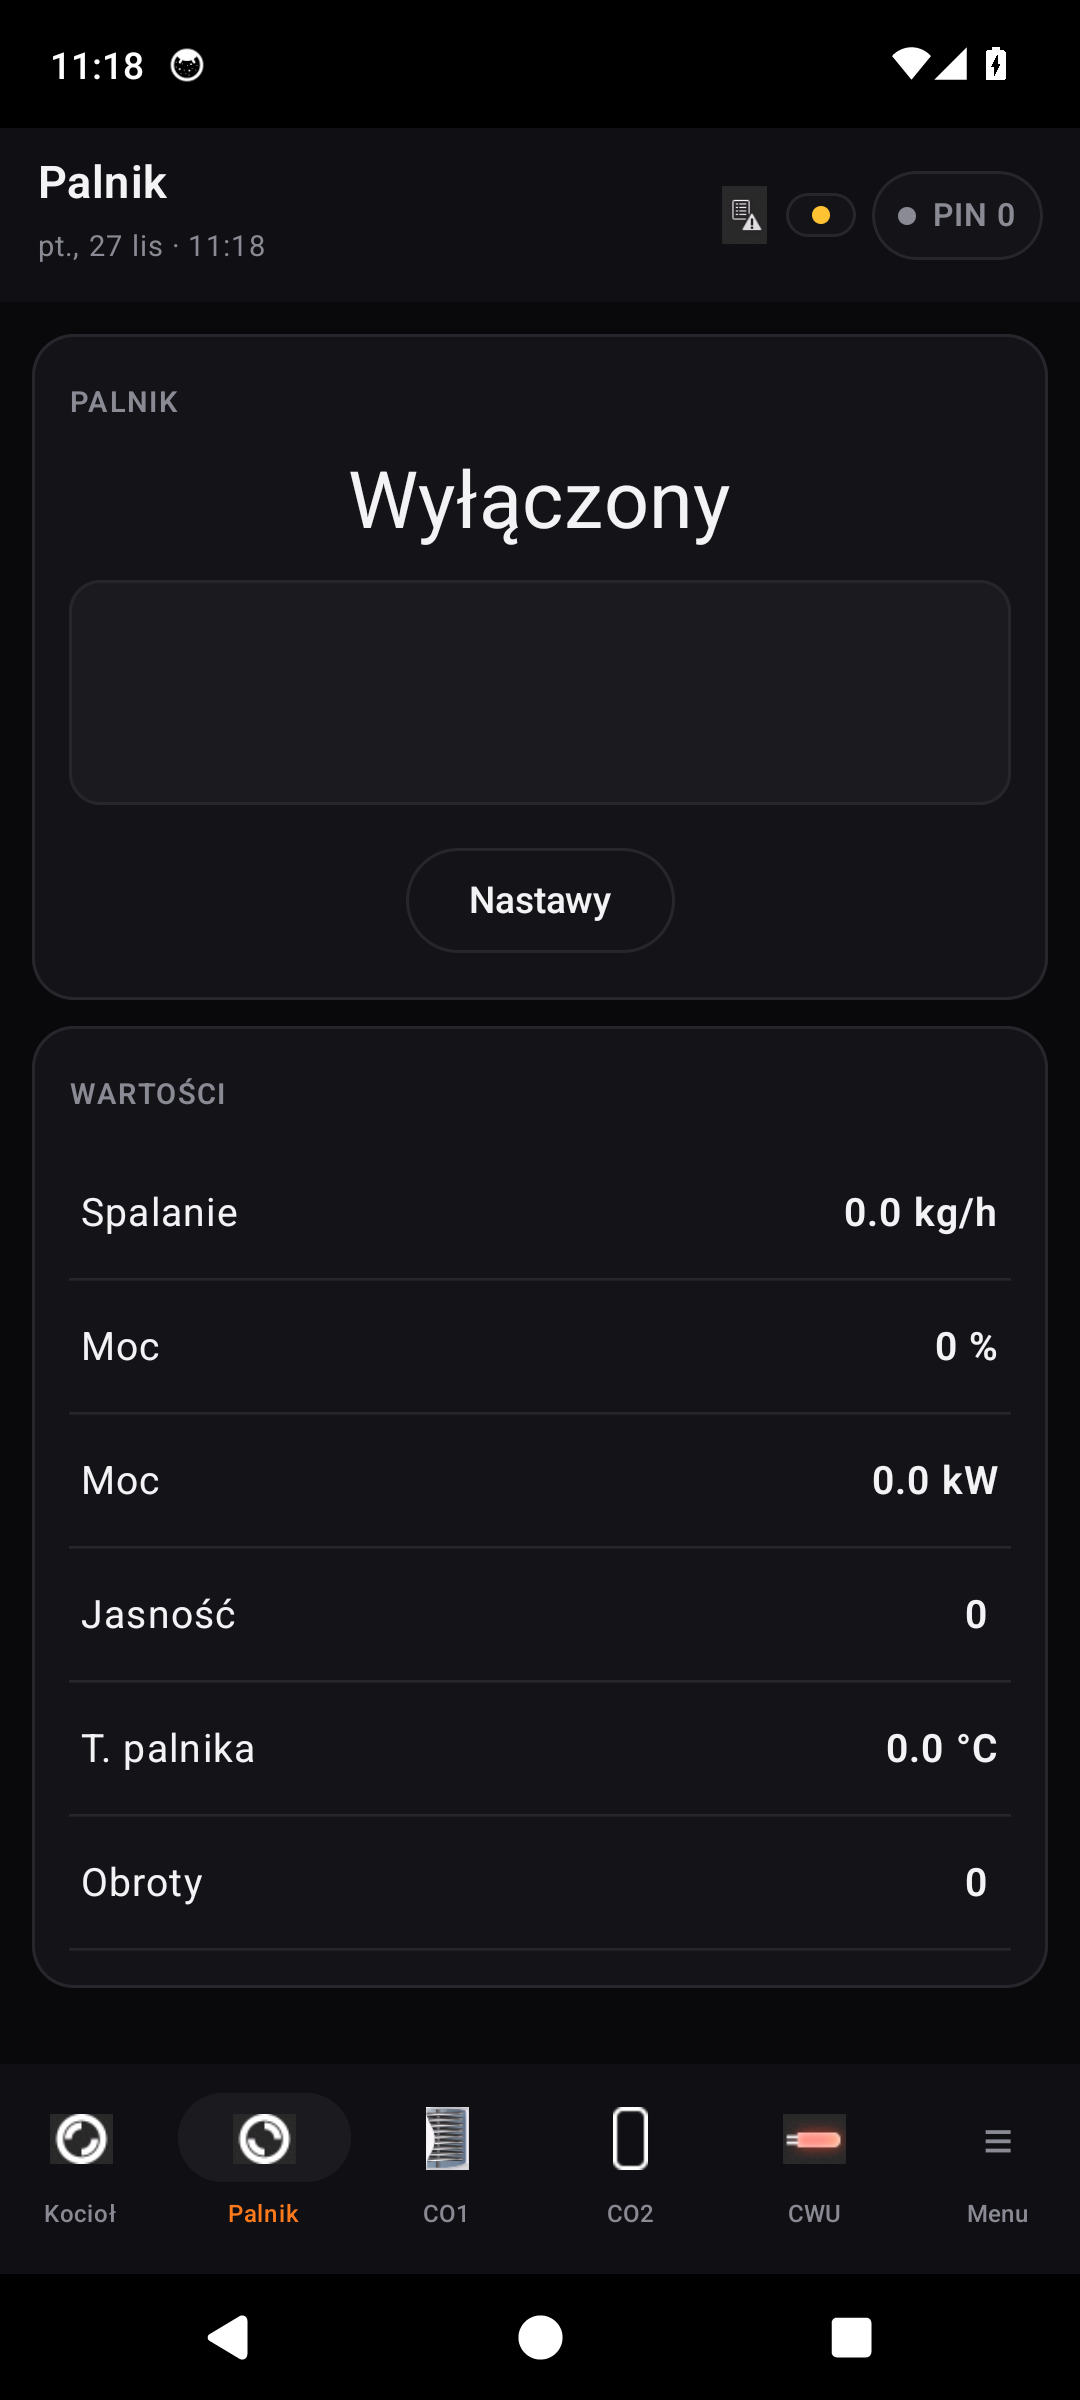 11:18
Palnik
pt., 27 lis · 11:18
PIN 0
PALNIK
Wyłączony
Nastawy
WARTOŚCI
Spalanie 0.0 kg/h
Moc 0 %
Moc 0.0 kW
Jasność 0
T. palnika 0.0 °C
Obroty 0
Kocioł Palnik CO1 CO2 CWU Menu